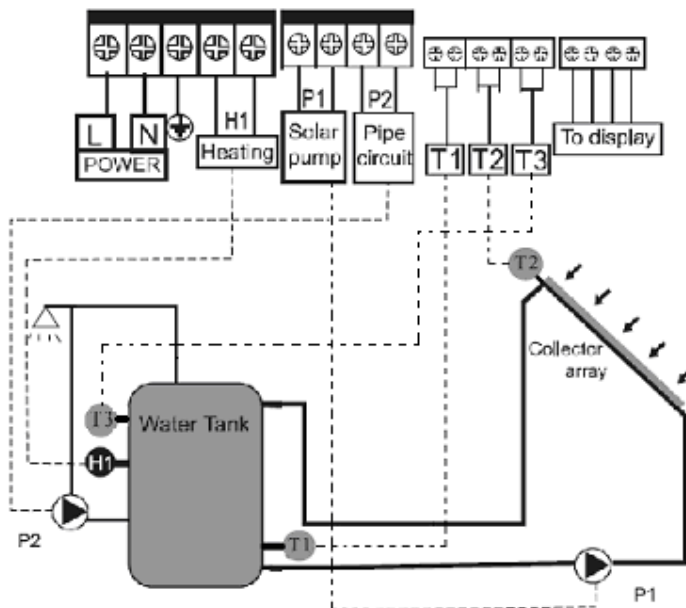 L N
POWER
H1
Heating
P1
Solar
pump
P2
Pipe
circuit
T1 T2 T3
To display
T2
Collector
array
T3
Water Tank
H1
P2
T1
P1